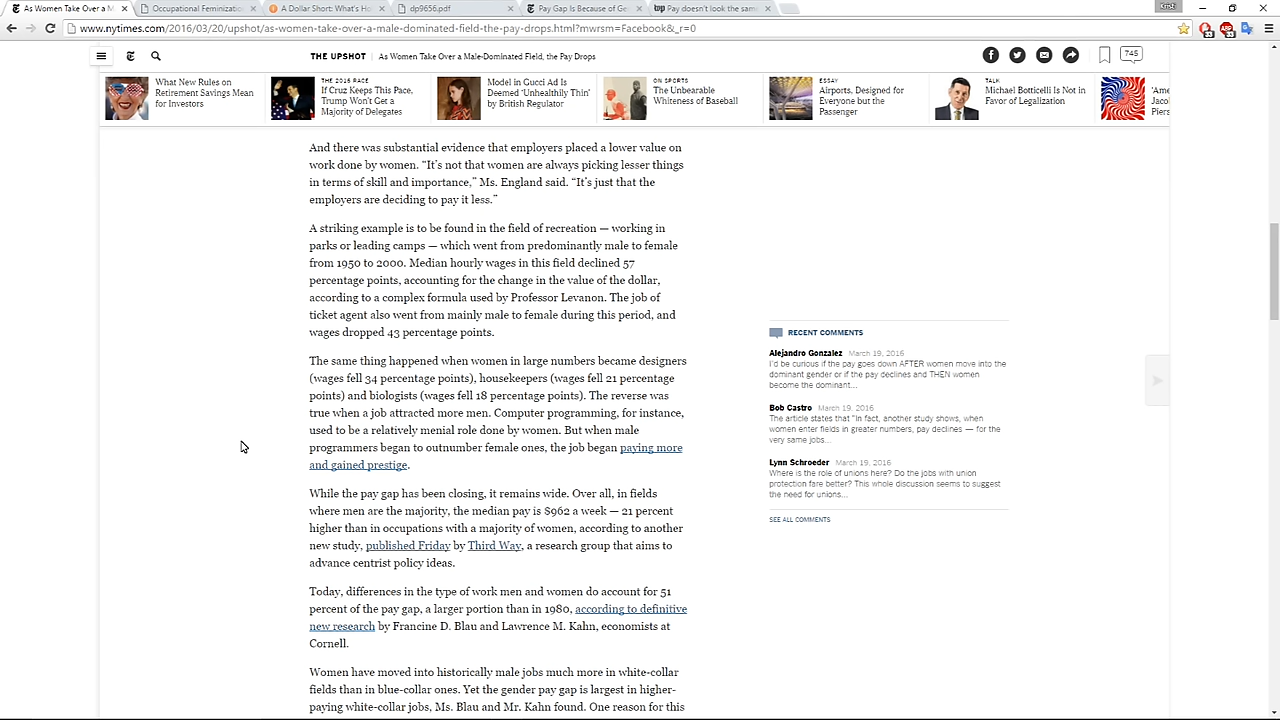 As Women Take Over a M
Occupational Feminizatio
A Dollar Short: What's Ho
dp9656.pdf
Pay Gap Is Because of Ge
Pay doesn't look the sam
www.nytimes.com/2016/03/20/upshot/as-women-take-over-a-male-dominated-field-the-pay-drops.html?mwrsm=Facebook&_r=0
THE UPSHOT | As Women Take Over a Male-Dominated Field, the Pay Drops
745
What New Rules on
Retirement Savings Mean
for Investors
THE 2016 RACE
If Cruz Keeps This Pace,
Trump Won't Get a
Majority of Delegates
Model in Gucci Ad Is
Deemed 'Unhealthily Thin'
by British Regulator
ON SPORTS
The Unbearable
Whiteness of Baseball
ESSAY
Airports, Designed for
Everyone but the
Passenger
TALK
Michael Botticelli Is Not in
Favor of Legalization
'Ame
Jaco
Piers
And there was substantial evidence that employers placed a lower value on
work done by women. “It’s not that women are always picking lesser things
in terms of skill and importance,” Ms. England said. “It’s just that the
employers are deciding to pay it less.”
A striking example is to be found in the field of recreation — working in
parks or leading camps — which went from predominantly male to female
from 1950 to 2000. Median hourly wages in this field declined 57
percentage points, accounting for the change in the value of the dollar,
according to a complex formula used by Professor Levanon. The job of
ticket agent also went from mainly male to female during this period, and
wages dropped 43 percentage points.
The same thing happened when women in large numbers became designers
(wages fell 34 percentage points), housekeepers (wages fell 21 percentage
points) and biologists (wages fell 18 percentage points). The reverse was
true when a job attracted more men. Computer programming, for instance,
used to be a relatively menial role done by women. But when male
programmers began to outnumber female ones, the job began paying more
and gained prestige.
While the pay gap has been closing, it remains wide. Over all, in fields
where men are the majority, the median pay is $962 a week — 21 percent
higher than in occupations with a majority of women, according to another
new study, published Friday by Third Way, a research group that aims to
advance centrist policy ideas.
Today, differences in the type of work men and women do account for 51
percent of the pay gap, a larger portion than in 1980, according to definitive
new research by Francine D. Blau and Lawrence M. Kahn, economists at
Cornell.
Women have moved into historically male jobs much more in white-collar
fields than in blue-collar ones. Yet the gender pay gap is largest in higher-
paying white-collar jobs, Ms. Blau and Mr. Kahn found. One reason for this
RECENT COMMENTS
Alejandro Gonzalez March 19, 2016
I'd be curious if the pay goes down AFTER women move into the
dominant gender or if the pay declines and THEN women
become the dominant...
Bob Castro March 19, 2016
The article states that "In fact, another study shows, when
women enter fields in greater numbers, pay declines — for the
very same jobs...
Lynn Schroeder March 19, 2016
Where is the role of unions here? Do the jobs with union
protection fare better? This whole discussion seems to suggest
the need for unions...
SEE ALL COMMENTS